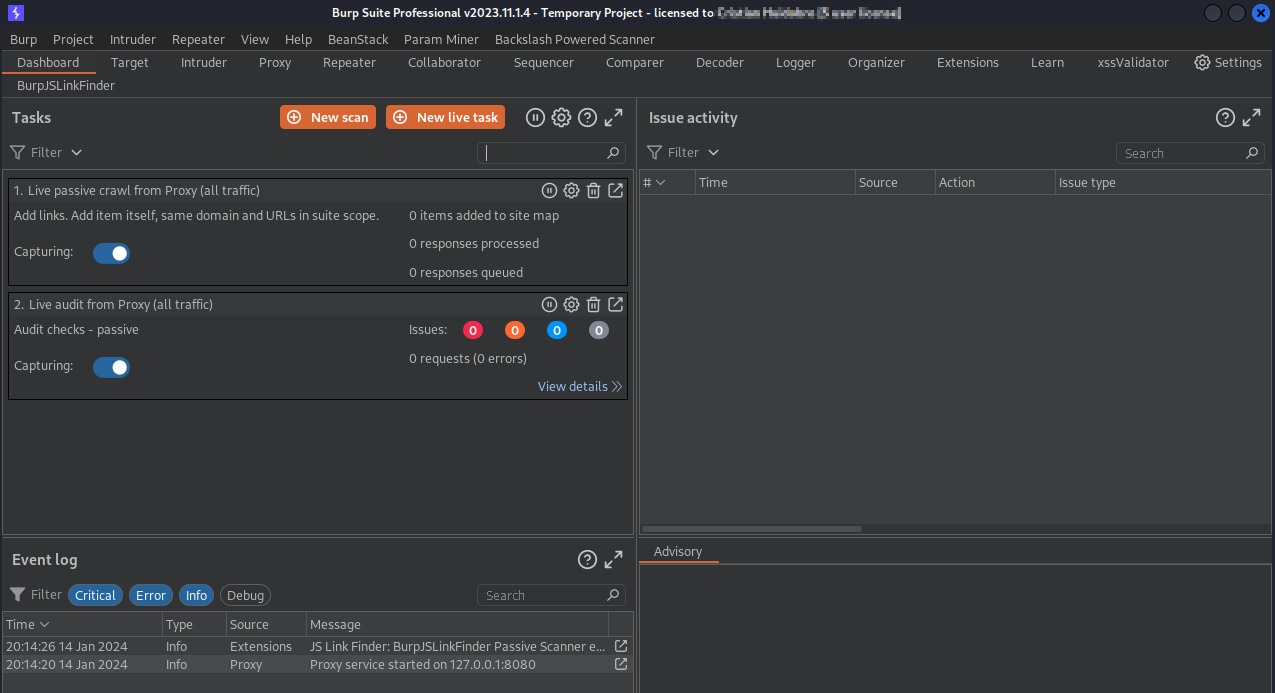 Burp Suite Professional v2023.11.1.4 - Temporary Project - licensed to
Burp Project Intruder Repeater View Help BeanStack Param Miner Backslash Powered Scanner
Dashboard Target Intruder Proxy Repeater Collaborator Sequencer Comparer Decoder Logger Organizer Extensions Learn xssValidator Settings
BurpJSLinkFinder
Tasks New scan New live task
Filter
1. Live passive crawl from Proxy (all traffic)
Add links. Add item itself, same domain and URLs in suite scope. 0 items added to site map
0 responses processed
Capturing:
0 responses queued
2. Live audit from Proxy (all traffic)
Audit checks - passive Issues: 0 0 0 0
0 requests (0 errors)
Capturing:
View details
Issue activity
Filter Search
# Time Source Action Issue type
Event log
Filter Critical Error Info Debug Search
Time Type Source Message
20:14:26 14 Jan 2024 Info Extensions JS Link Finder: BurpJSLinkFinder Passive Scanner e...
20:14:20 14 Jan 2024 Info Proxy Proxy service started on 127.0.0.1:8080
Advisory